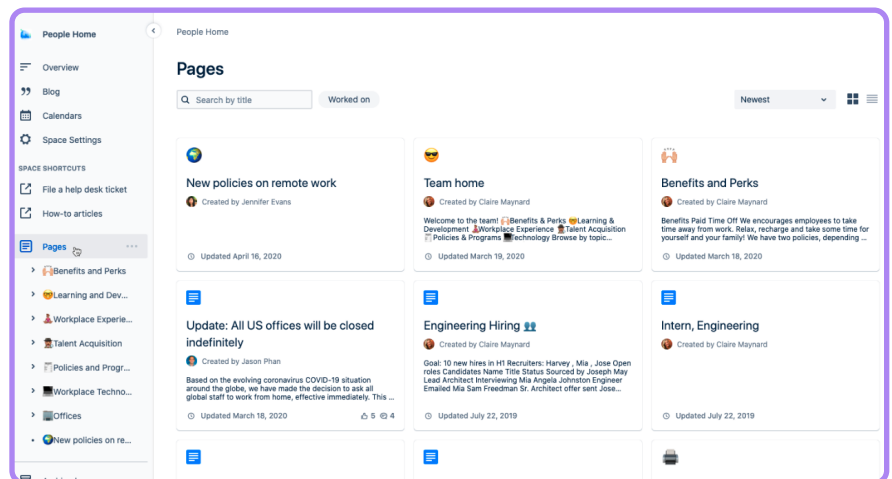 People Home
Overview
Blog
Calendars
Space Settings
SPACE SHORTCUTS
File a help desk ticket
How-to articles
Pages
Benefits and Perks
Learning and Dev...
Workplace Experie...
Talent Acquisition
Policies and Progr...
Workplace Techno...
Offices
New policies on re...
People Home
Pages
Search by title
Worked on
Newest
New policies on remote work
Created by Jennifer Evans
Updated April 16, 2020
Team home
Created by Claire Maynard
Welcome to the team! 🙌Benefits & Perks 🤓Learning &
Development Workplace Experience Talent Acquisition
Policies & Programs Technology Browse by topic...
Updated March 19, 2020
Benefits and Perks
Created by Claire Maynard
Benefits Paid Time Off We encourages employees to take
time away from work. Relax, recharge and take some time for
yourself and your family! We have two policies, depending ...
Updated March 18, 2020
Update: All US offices will be closed
indefinitely
Created by Jason Phan
Based on the evolving coronavirus COVID-19 situation
around the globe, we have made the decision to ask all
global staff to work from home, effective immediately. This ...
Updated March 18, 2020
5
4
Engineering Hiring
Created by Claire Maynard
Goal: 10 new hires in H1 Recruiters: Harvey , Mia , Jose Open
roles Candidates Name Title Status Sourced by Joseph May
Lead Architect Interviewing Mia Angela Johnston Engineer
Emailed Mia Sam Freedman Sr. Architect offer sent Jose...
Updated July 22, 2019
Intern, Engineering
Created by Claire Maynard
Updated July 22, 2019